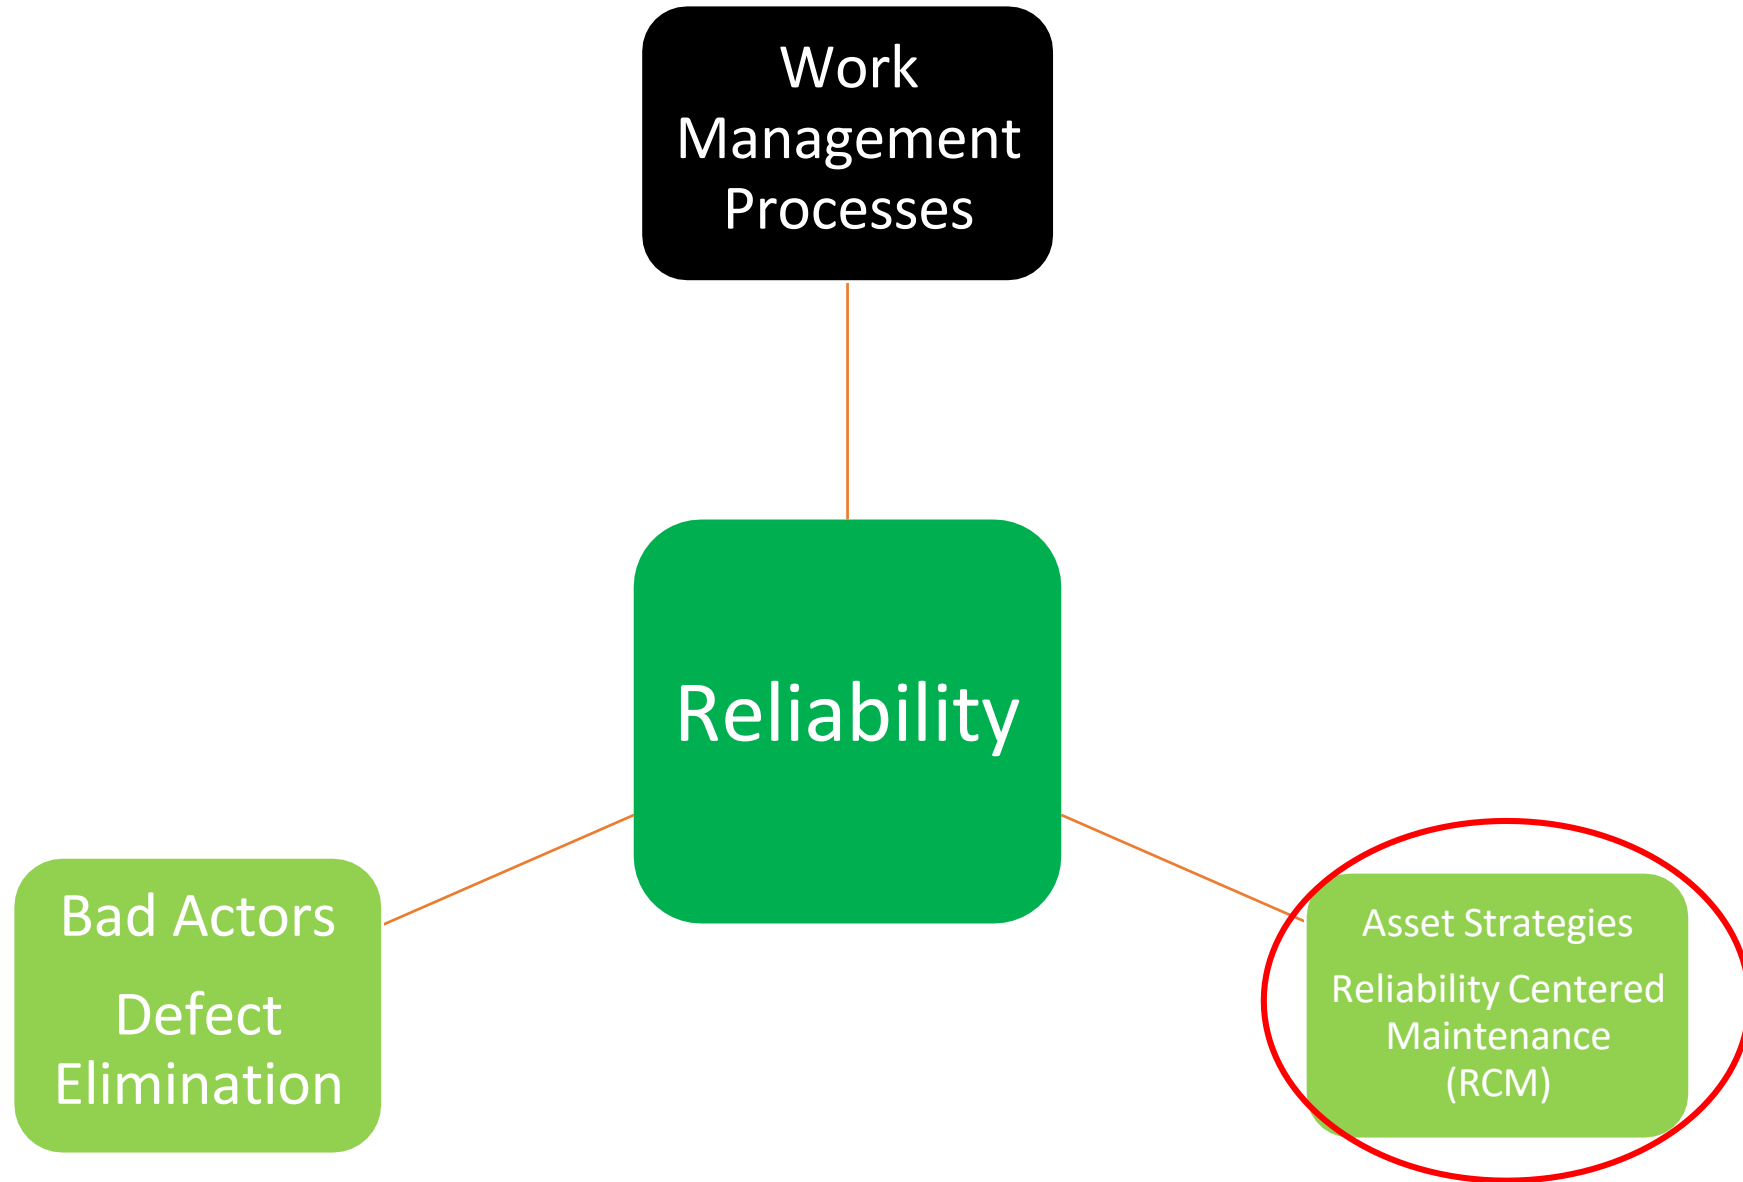 Work
Management
Processes
Reliability
Bad Actors
Defect
Elimination
Asset Strategies
Reliability Centered
Maintenance
(RCM)